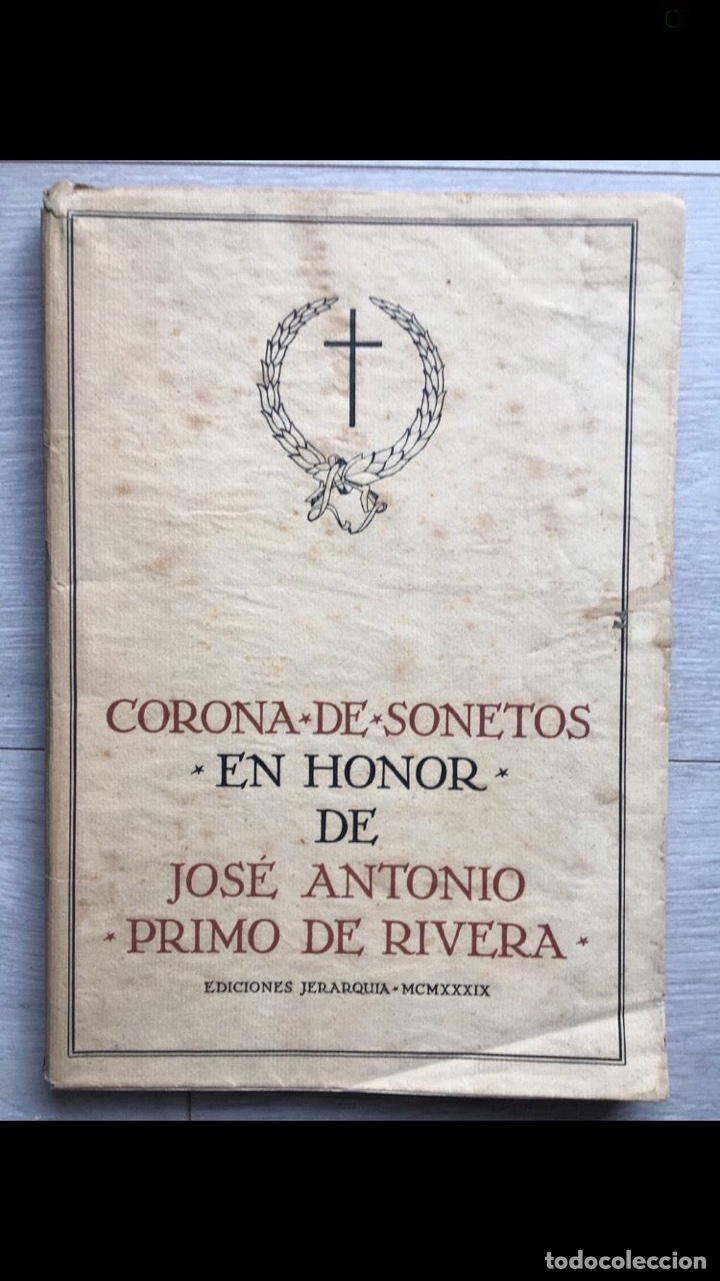 CORONA★DE★SONETOS
★ EN HONOR ★
DE
JOSÉ ANTONIO
★ PRIMO DE RIVERA ★
EDICIONES JERARQUIA★MCMXXXIX
todocoleccion